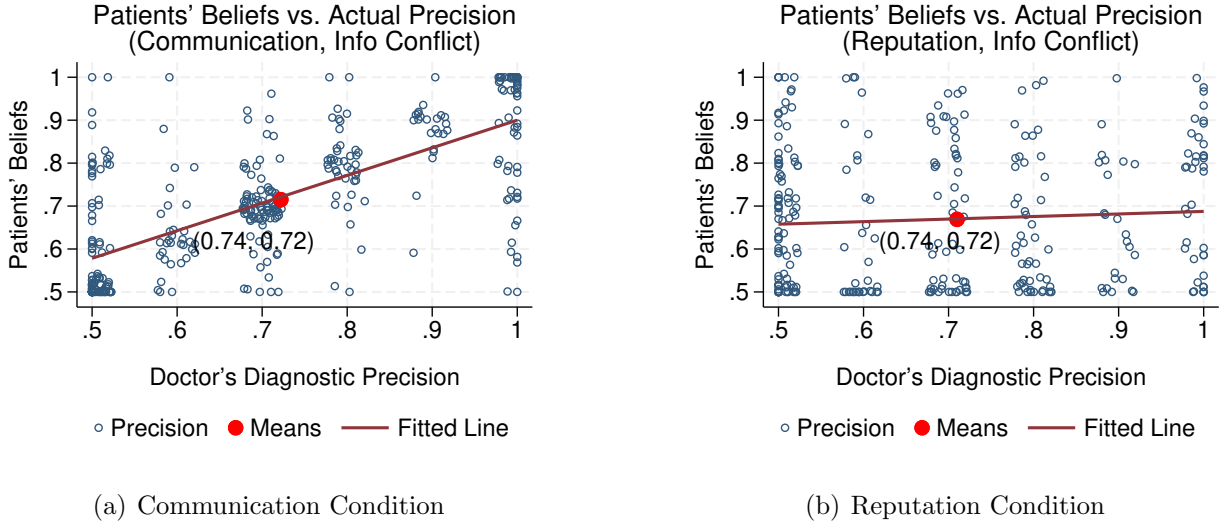 Patients' Beliefs vs. Actual Precision
(Communication, Info Conflict)
1
.9
.8
.7
.6
.5
Patients' Beliefs
(0.74, 0.72)
.5 .6 .7 .8 .9 1
Doctor's Diagnostic Precision
Precision Means Fitted Line
(a) Communication Condition
Patients' Beliefs vs. Actual Precision
(Reputation, Info Conflict)
1
.9
.8
.7
.6
.5
Patients' Beliefs
(0.74, 0.72)
.5 .6 .7 .8 .9 1
Doctor's Diagnostic Precision
Precision Means Fitted Line
(b) Reputation Condition